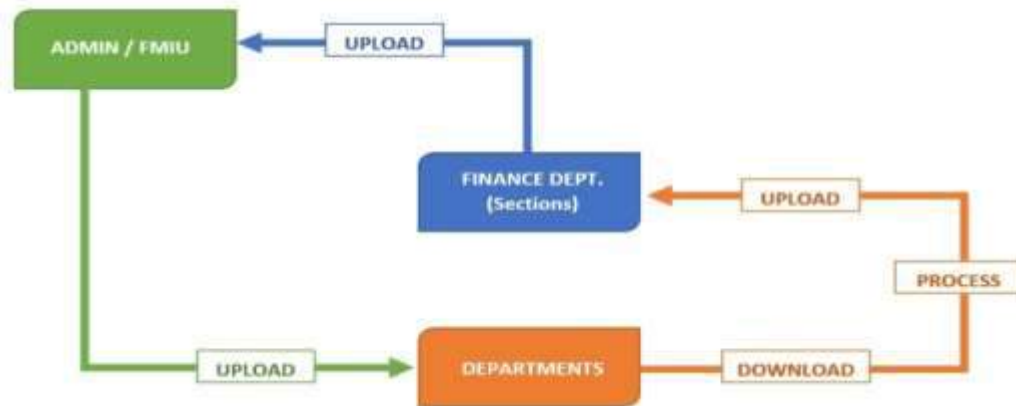 ADMIN / FMIU
UPLOAD
FINANCE DEPT.
(Sections)
UPLOAD
PROCESS
UPLOAD
DEPARTMENTS
DOWNLOAD